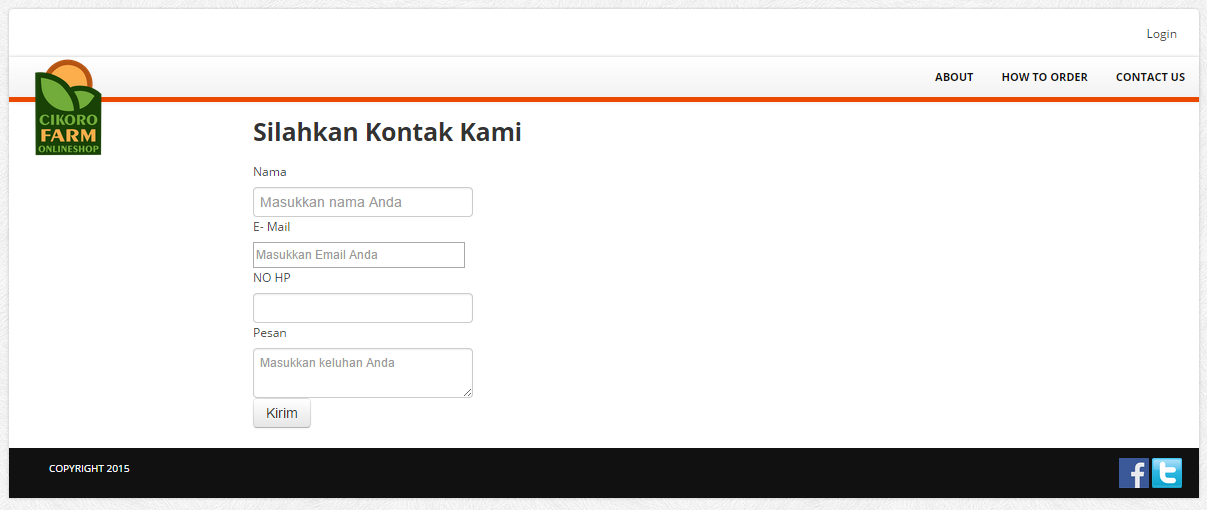 Login
ABOUT HOW TO ORDER CONTACT US
CIKORO
FARM
ONLINESHOP
Silahkan Kontak Kami
Nama
Masukkan nama Anda
E- Mail
Masukkan Email Anda
NO HP
Pesan
Masukkan keluhan Anda
Kirim
COPYRIGHT 2015